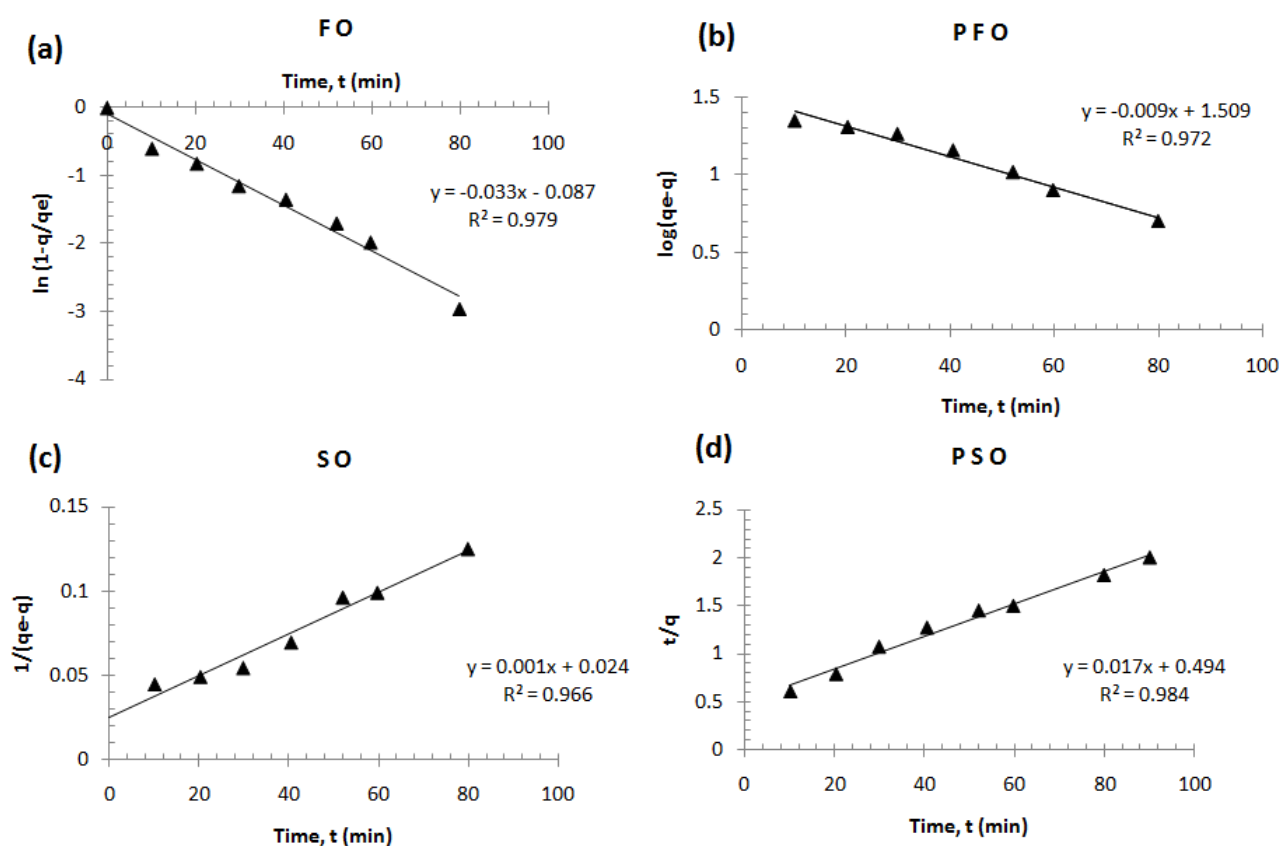 (a)
F O
Time, t (min)
0
0 20 40 60 80 100
-1
-2
-3
-4
ln (1-q/qe)
y = -0.033x - 0.087
R² = 0.979
(b)
P F O
1.5
1
0.5
0
log(qe-q)
y = -0.009x + 1.509
R² = 0.972
0 20 40 60 80 100
Time, t (min)
(c)
S O
0.15
0.1
0.05
0
1/(qe-q)
y = 0.001x + 0.024
R² = 0.966
0 20 40 60 80 100
Time, t (min)
(d)
P S O
2.5
2
1.5
1
0.5
0
t/q
y = 0.017x + 0.494
R² = 0.984
0 20 40 60 80 100
Time, t (min)